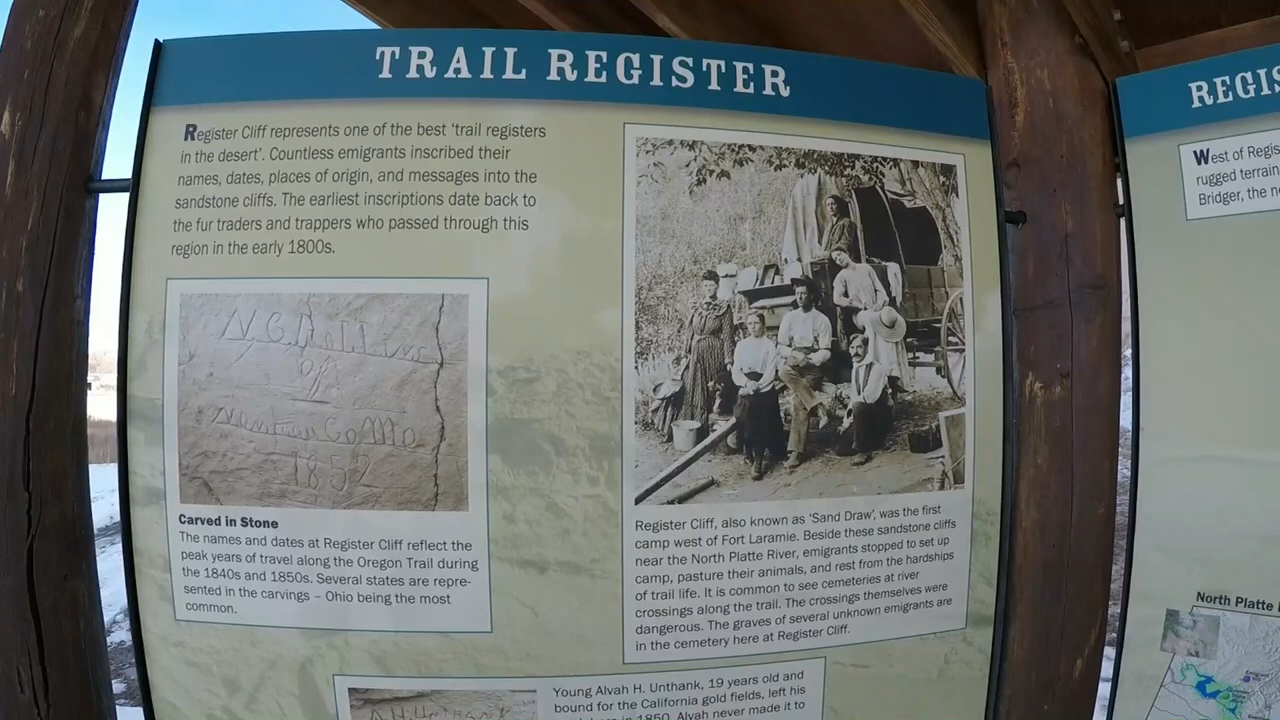 TRAIL REGISTER
Register Cliff represents one of the best 'trail registers
in the desert'. Countless emigrants inscribed their
names, dates, places of origin, and messages into the
sandstone cliffs. The earliest inscriptions date back to
the fur traders and trappers who passed through this
region in the early 1800s.
of
Co Mo
1852
Carved in Stone
The names and dates at Register Cliff reflect the
peak years of travel along the Oregon Trail during
the 1840s and 1850s. Several states are repre-
sented in the carvings – Ohio being the most
common.
Register Cliff, also known as 'Sand Draw', was the first
camp west of Fort Laramie. Beside these sandstone cliffs
near the North Platte River, emigrants stopped to set up
camp, pasture their animals, and rest from the hardships
of trail life. It is common to see cemeteries at river
crossings along the trail. The crossings themselves were
dangerous. The graves of several unknown emigrants are
in the cemetery here at Register Cliff.
A.H. UNTHANK
Young Alvah H. Unthank, 19 years old and
bound for the California gold fields, left his
in 1850. Alvah never made it to
REGIS
West of Regis
rugged terrain
Bridger, the n
North Platte